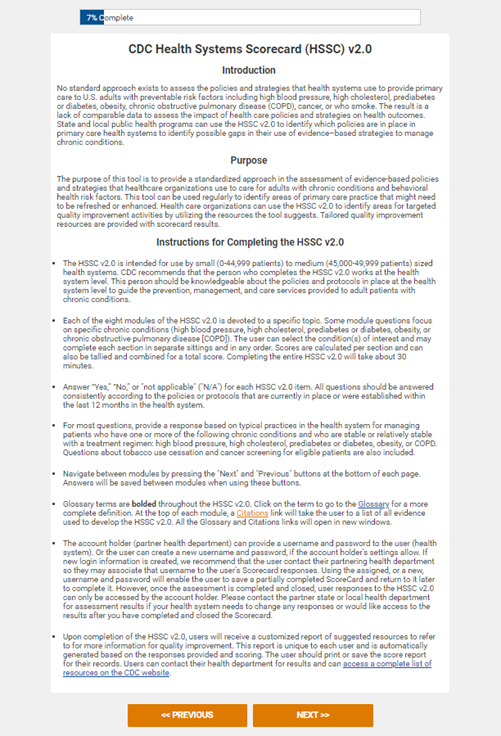 7% Complete
CDC Health Systems Scorecard (HSSC) v2.0
Introduction
No standard approach exists to assess the policies and strategies that health systems use to provide primary
care to U.S. adults with preventable risk factors including high blood pressure, high cholesterol, prediabetes
or diabetes, obesity, chronic obstructive pulmonary disease (COPD), cancer, or who smoke. The result is a
lack of comparable data to assess the impact of health care policies and strategies on health outcomes.
State and local public health programs can use the HSSC v2.0 to identify which policies are in place in
primary care health systems to identify possible gaps in their use of evidence–based strategies to manage
chronic conditions.
Purpose
The purpose of this tool is to provide a standardized approach in the assessment of evidence-based policies
and strategies that healthcare organizations use to care for adults with chronic conditions and behavioral
health risk factors. This tool can be used regularly to identify areas of primary care practice that might need
to be refreshed or enhanced. Health care organizations can use the HSSC v2.0 to identify areas for targeted
quality improvement activities by utilizing the resources the tool suggests. Tailored quality improvement
resources are provided with scorecard results.
Instructions for Completing the HSSC v2.0
• The HSSC v2.0 is intended for use by small (0-44,999 patients) to medium (45,000-49,999 patients) sized
health systems. CDC recommends that the person who completes the HSSC v2.0 works at the health
system level. This person should be knowledgeable about the policies and protocols in place at the health
system level to guide the prevention, management, and care services provided to adult patients with
chronic conditions.
• Each of the eight modules of the HSSC v2.0 is devoted to a specific topic. Some module questions focus
on specific chronic conditions (high blood pressure, high cholesterol, prediabetes or diabetes, obesity, or
chronic obstructive pulmonary disease [COPD]). The user can select the condition(s) of interest and may
complete each section in separate sittings and in any order. Scores are calculated per section and can
also be tallied and combined for a total score. Completing the entire HSSC v2.0 will take about 30
minutes.
• Answer "Yes," "No," or "not applicable" ("N/A") for each HSSC v2.0 item. All questions should be answered
consistently according to the policies or protocols that are currently in place or were established within
the last 12 months in the health system.
• For most questions, provide a response based on typical practices in the health system for managing
patients who have one or more of the following chronic conditions and who are stable or relatively stable
with a treatment regimen: high blood pressure, high cholesterol, prediabetes or diabetes, obesity, or COPD.
Questions about tobacco use cessation and cancer screening for eligible patients are also included.
• Navigate between modules by pressing the "Next" and "Previous" buttons at the bottom of each page.
Answers will be saved between modules when using these buttons.
• Glossary terms are bolded throughout the HSSC v2.0. Click on the term to go to the Glossary for a more
complete definition. At the top of each module, a Citations link will take the user to a list of all evidence
used to develop the HSSC v2.0. All the Glossary and Citations links will open in new windows.
• The account holder (partner health department) can provide a username and password to the user (health
system). Or the user can create a new username and password, if the account holder's settings allow. If
new login information is created, we recommend that the user contact their partnering health department
so they may associate that username to the user's Scorecard responses. Using the assigned, or a new,
username and password will enable the user to save a partially completed ScoreCard and return to it later
to complete it. However, once the assessment is completed and closed, user responses to the HSSC v2.0
can only be accessed by the account holder. Please contact the partner state or local health department
for assessment results if your health system needs to change any responses or would like access to the
results after you have completed and closed the Scorecard.
• Upon completion of the HSSC v2.0, users will receive a customized report of suggested resources to refer
to for more information for quality improvement. This report is unique to each user and is automatically
generated based on the responses provided and scoring. The user should print or save the score report
for their records. Users can contact their health department for results and can access a complete list of
resources on the CDC website.
<< PREVIOUS
NEXT >>